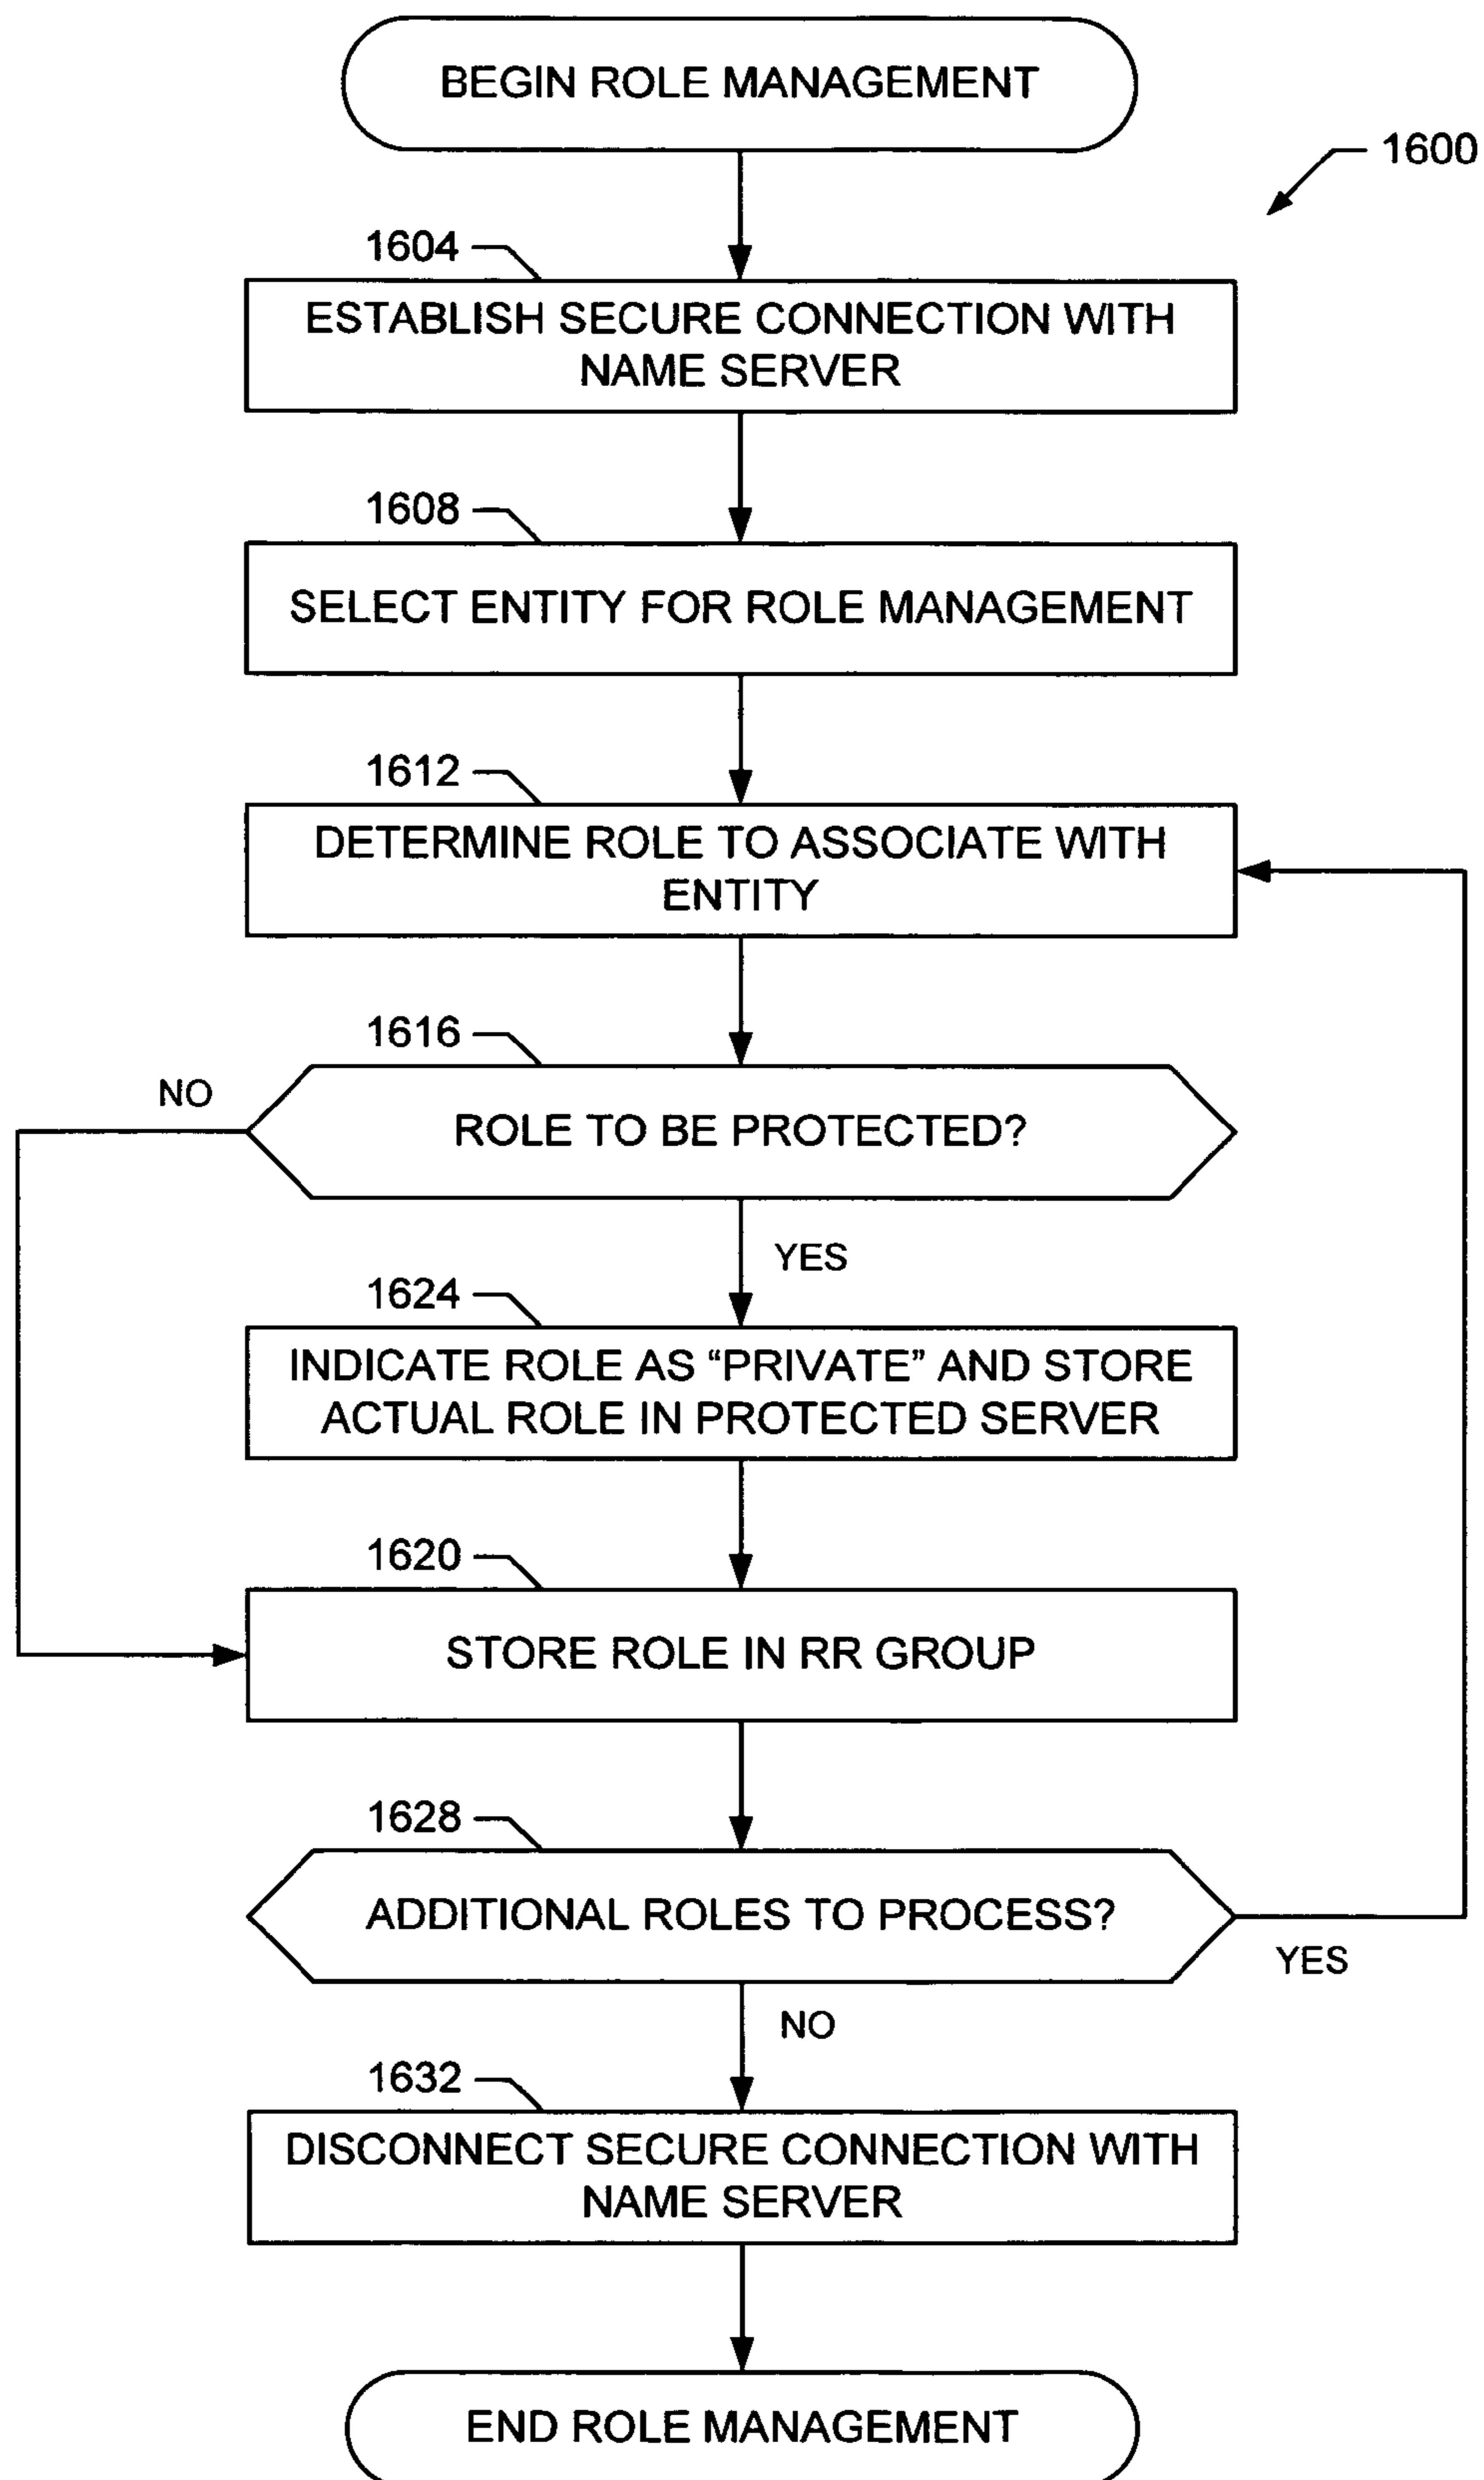 BEGIN ROLE MANAGEMENT
1600
1604
ESTABLISH SECURE CONNECTION WITH
NAME SERVER
1608
SELECT ENTITY FOR ROLE MANAGEMENT
1612
DETERMINE ROLE TO ASSOCIATE WITH
ENTITY
1616
NO
ROLE TO BE PROTECTED?
YES
1624
INDICATE ROLE AS “PRIVATE” AND STORE
ACTUAL ROLE IN PROTECTED SERVER
1620
STORE ROLE IN RR GROUP
1628
ADDITIONAL ROLES TO PROCESS?
YES
NO
1632
DISCONNECT SECURE CONNECTION WITH
NAME SERVER
END ROLE MANAGEMENT